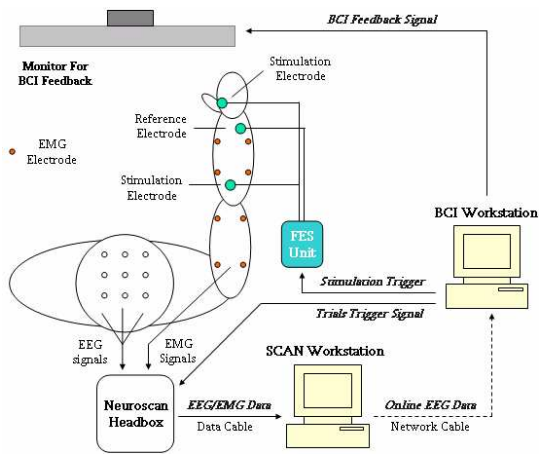 BCI Feedback Signal
Monitor For
BCI Feedback
Stimulation
Electrode
Reference
Electrode
EMG
Electrode
Stimulation
Electrode
FES
Unit
BCI Workstation
Stimulation Trigger
Trials Trigger Signal
EEG
signals
EMG
Signals
SCAN Workstation
Neuroscan
Headbox
EEG/EMG Data
Data Cable
Online EEG Data
Network Cable